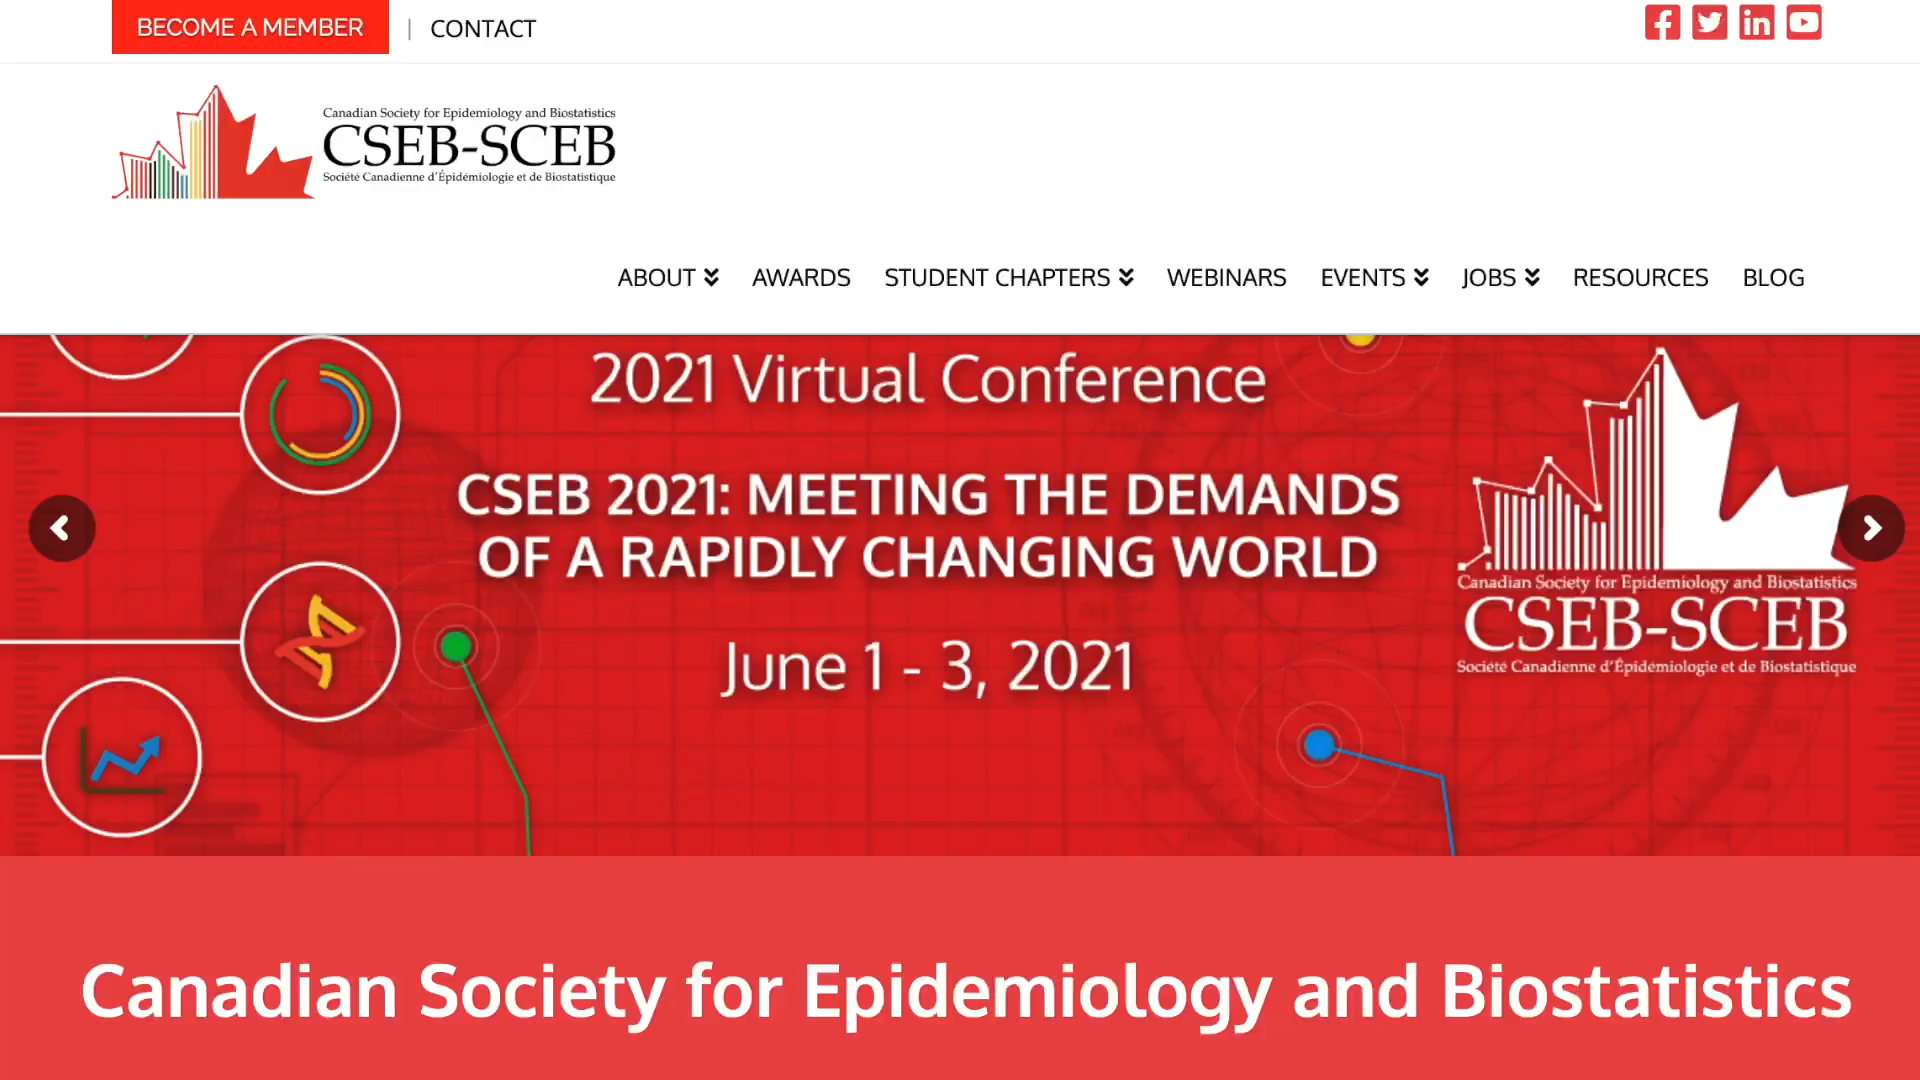 BECOME A MEMBER | CONTACT
Canadian Society for Epidemiology and Biostatistics
CSEB-SCEB
Société Canadienne d'Épidémiologie et de Biostatistique
ABOUT AWARDS STUDENT CHAPTERS WEBINARS EVENTS JOBS RESOURCES BLOG
2021 Virtual Conference
CSEB 2021: MEETING THE DEMANDS
OF A RAPIDLY CHANGING WORLD
June 1 - 3, 2021
Canadian Society for Epidemiology and Biostatistics
CSEB-SCEB
Société Canadienne d'Épidémiologie et de Biostatistique
Canadian Society for Epidemiology and Biostatistics